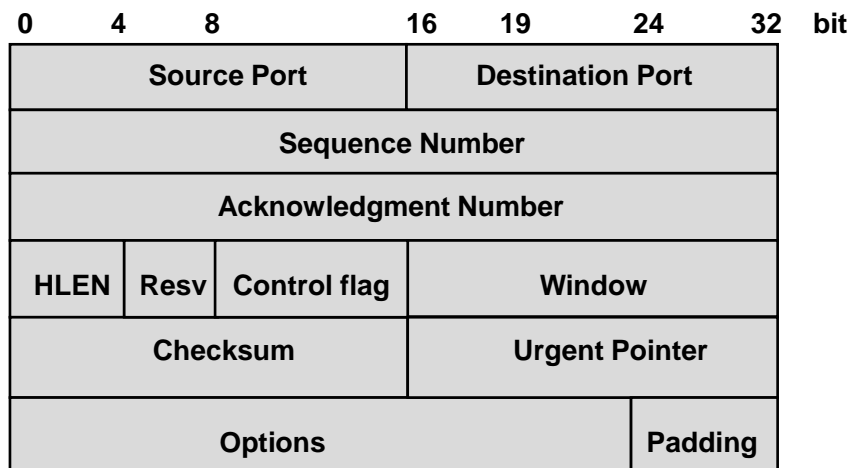 0 4 8 16 19 24 32 bit
Source Port Destination Port
Sequence Number
Acknowledgment Number
HLEN Resv Control flag Window
Checksum Urgent Pointer
Options Padding